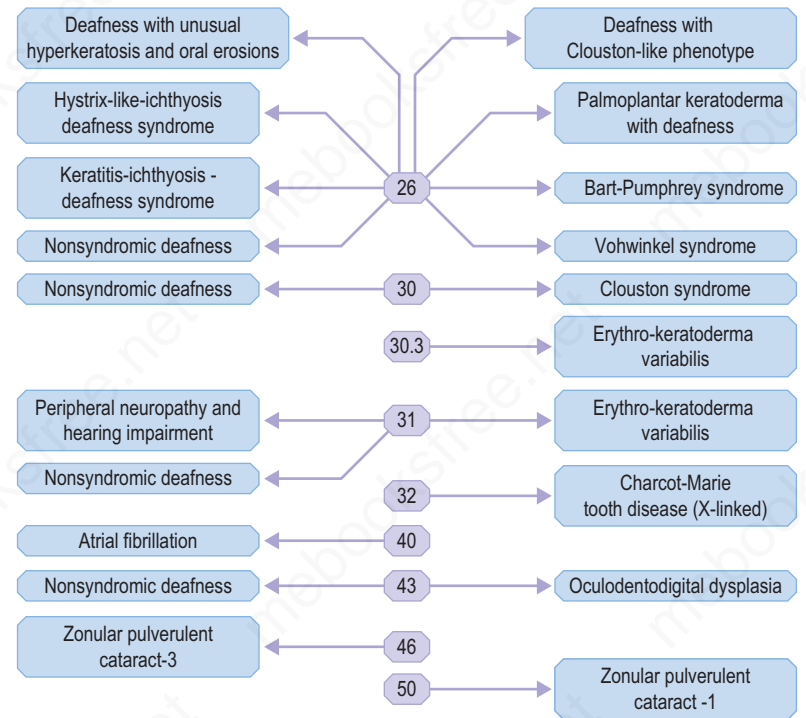 Deafness with unusual
hyperkeratosis and oral erosions
Deafness with
Clouston-like phenotype
Hystrix-like-ichthyosis
deafness syndrome
Palmoplantar keratoderma
with deafness
Keratitis-ichthyosis -
deafness syndrome
26
Bart-Pumphrey syndrome
Nonsyndromic deafness
Vohwinkel syndrome
Nonsyndromic deafness
30
Clouston syndrome
30.3
Erythro-keratoderma
variabilis
Peripheral neuropathy and
hearing impairment
31
Erythro-keratoderma
variabilis
Nonsyndromic deafness
32
Charcot-Marie
tooth disease (X-linked)
Atrial fibrillation
40
Nonsyndromic deafness
43
Oculodentodigital dysplasia
Zonular pulverulent
cataract-3
46
50
Zonular pulverulent
cataract -1
mebooksfree.net